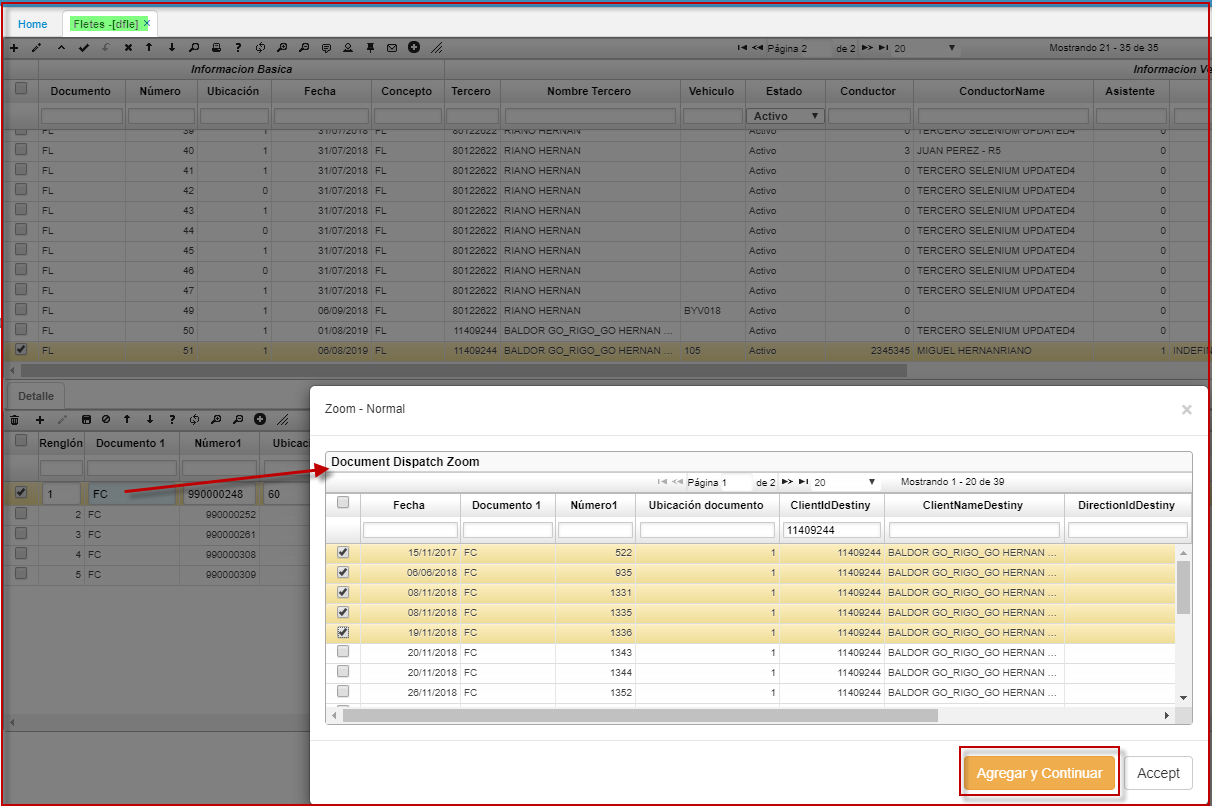 Home Fletes -[dfle] ×
Página 2 de 2 20 Mostrando 21 - 35 de 35
Informacion Basica Informacion Ve
Documento Número Ubicación Fecha Concepto Tercero Nombre Tercero Vehiculo Estado Conductor ConductorName Asistente
Activo
FL 39 1 31/07/2018 FL 80122622 RIANO HERNAN Activo 0 TERCERO SELENIUM UPDATED4 0
FL 40 1 31/07/2018 FL 80122622 RIANO HERNAN Activo 3 JUAN PEREZ - R5 0
FL 41 1 31/07/2018 FL 80122622 RIANO HERNAN Activo 0 TERCERO SELENIUM UPDATED4 0
FL 42 0 31/07/2018 FL 80122622 RIANO HERNAN Activo 0 TERCERO SELENIUM UPDATED4 0
FL 43 1 31/07/2018 FL 80122622 RIANO HERNAN Activo 0 TERCERO SELENIUM UPDATED4 0
FL 44 0 31/07/2018 FL 80122622 RIANO HERNAN Activo 0 TERCERO SELENIUM UPDATED4 0
FL 45 1 31/07/2018 FL 80122622 RIANO HERNAN Activo 0 TERCERO SELENIUM UPDATED4 0
FL 46 0 31/07/2018 FL 80122622 RIANO HERNAN Activo 0 TERCERO SELENIUM UPDATED4 0
FL 47 1 31/07/2018 FL 80122622 RIANO HERNAN Activo 0 TERCERO SELENIUM UPDATED4 0
FL 49 1 06/09/2018 FL 80122622 RIANO HERNAN BYV018 Activo 0 0
FL 50 1 01/08/2019 FL 11409244 BALDOR GO_RIGO_GO HERNAN ... Activo 0 TERCERO SELENIUM UPDATED4 0
FL 51 1 06/08/2019 FL 11409244 BALDOR GO_RIGO_GO HERNAN ... 105 Activo 2345345 MIGUEL HERNANRIANO 1 INDEFIN
Detalle
Renglón Documento 1 Número1 Ubicac
1 FC 990000248 60
2 FC 990000252
3 FC 990000261
4 FC 990000308
5 FC 990000309
Zoom - Normal ×
Document Dispatch Zoom
Página 1 de 2 20 Mostrando 1 - 20 de 39
Fecha Documento 1 Número1 Ubicación documento ClientIdDestiny ClientNameDestiny DirectionIdDestiny
11409244
15/11/2017 FC 522 1 11409244 BALDOR GO_RIGO_GO HERNAN ...
06/06/2018 FC 935 1 11409244 BALDOR GO_RIGO_GO HERNAN ...
08/11/2018 FC 1331 1 11409244 BALDOR GO_RIGO_GO HERNAN ...
08/11/2018 FC 1335 1 11409244 BALDOR GO_RIGO_GO HERNAN ...
19/11/2018 FC 1336 1 11409244 BALDOR GO_RIGO_GO HERNAN ...
20/11/2018 FC 1343 1 11409244 BALDOR GO_RIGO_GO HERNAN ...
20/11/2018 FC 1344 1 11409244 BALDOR GO_RIGO_GO HERNAN ...
26/11/2018 FC 1352 1 11409244 BALDOR GO_RIGO_GO HERNAN ...
Agregar y Continuar Accept